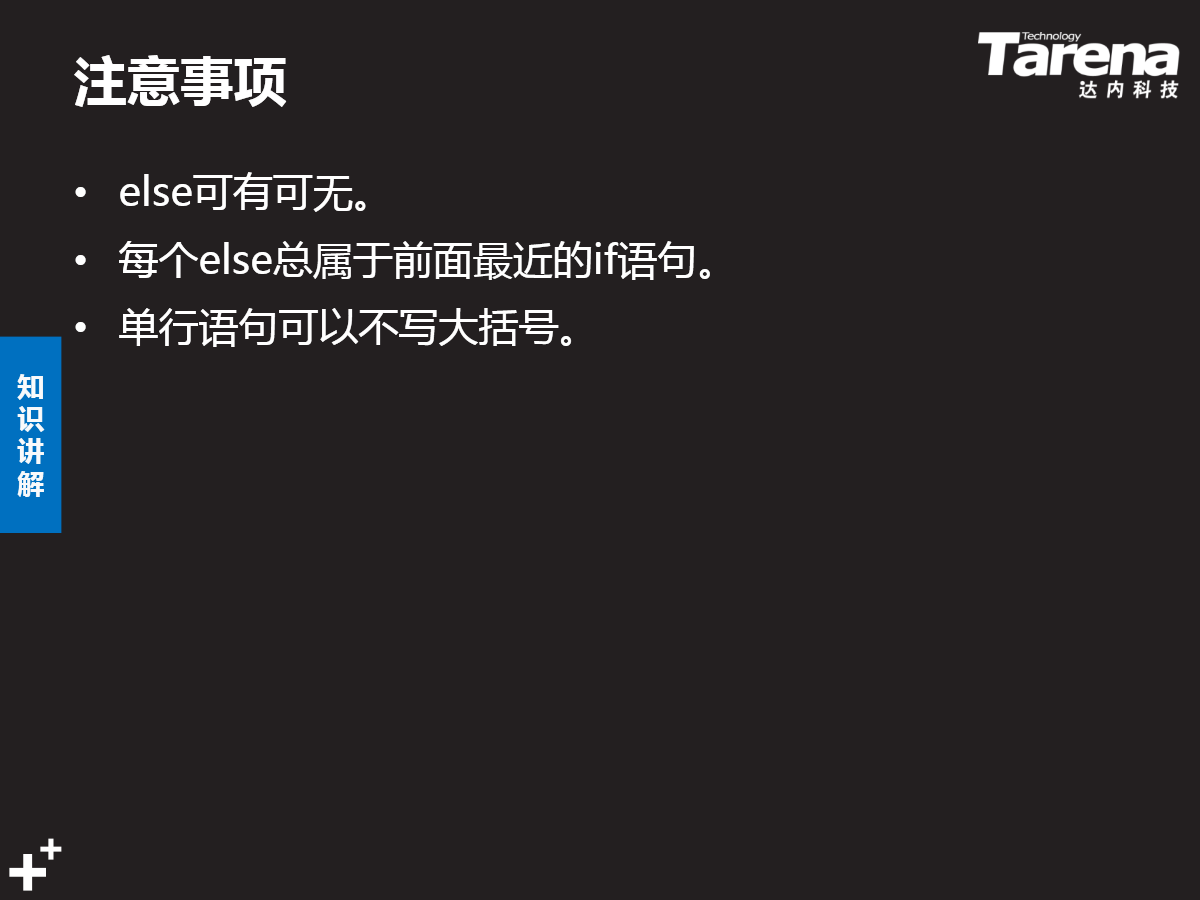 注意事项
Technology
Tarena
达内科技
• else可有可无。
• 每个else总属于前面最近的if语句。
• 单行语句可以不写大括号。
知
识
讲
解